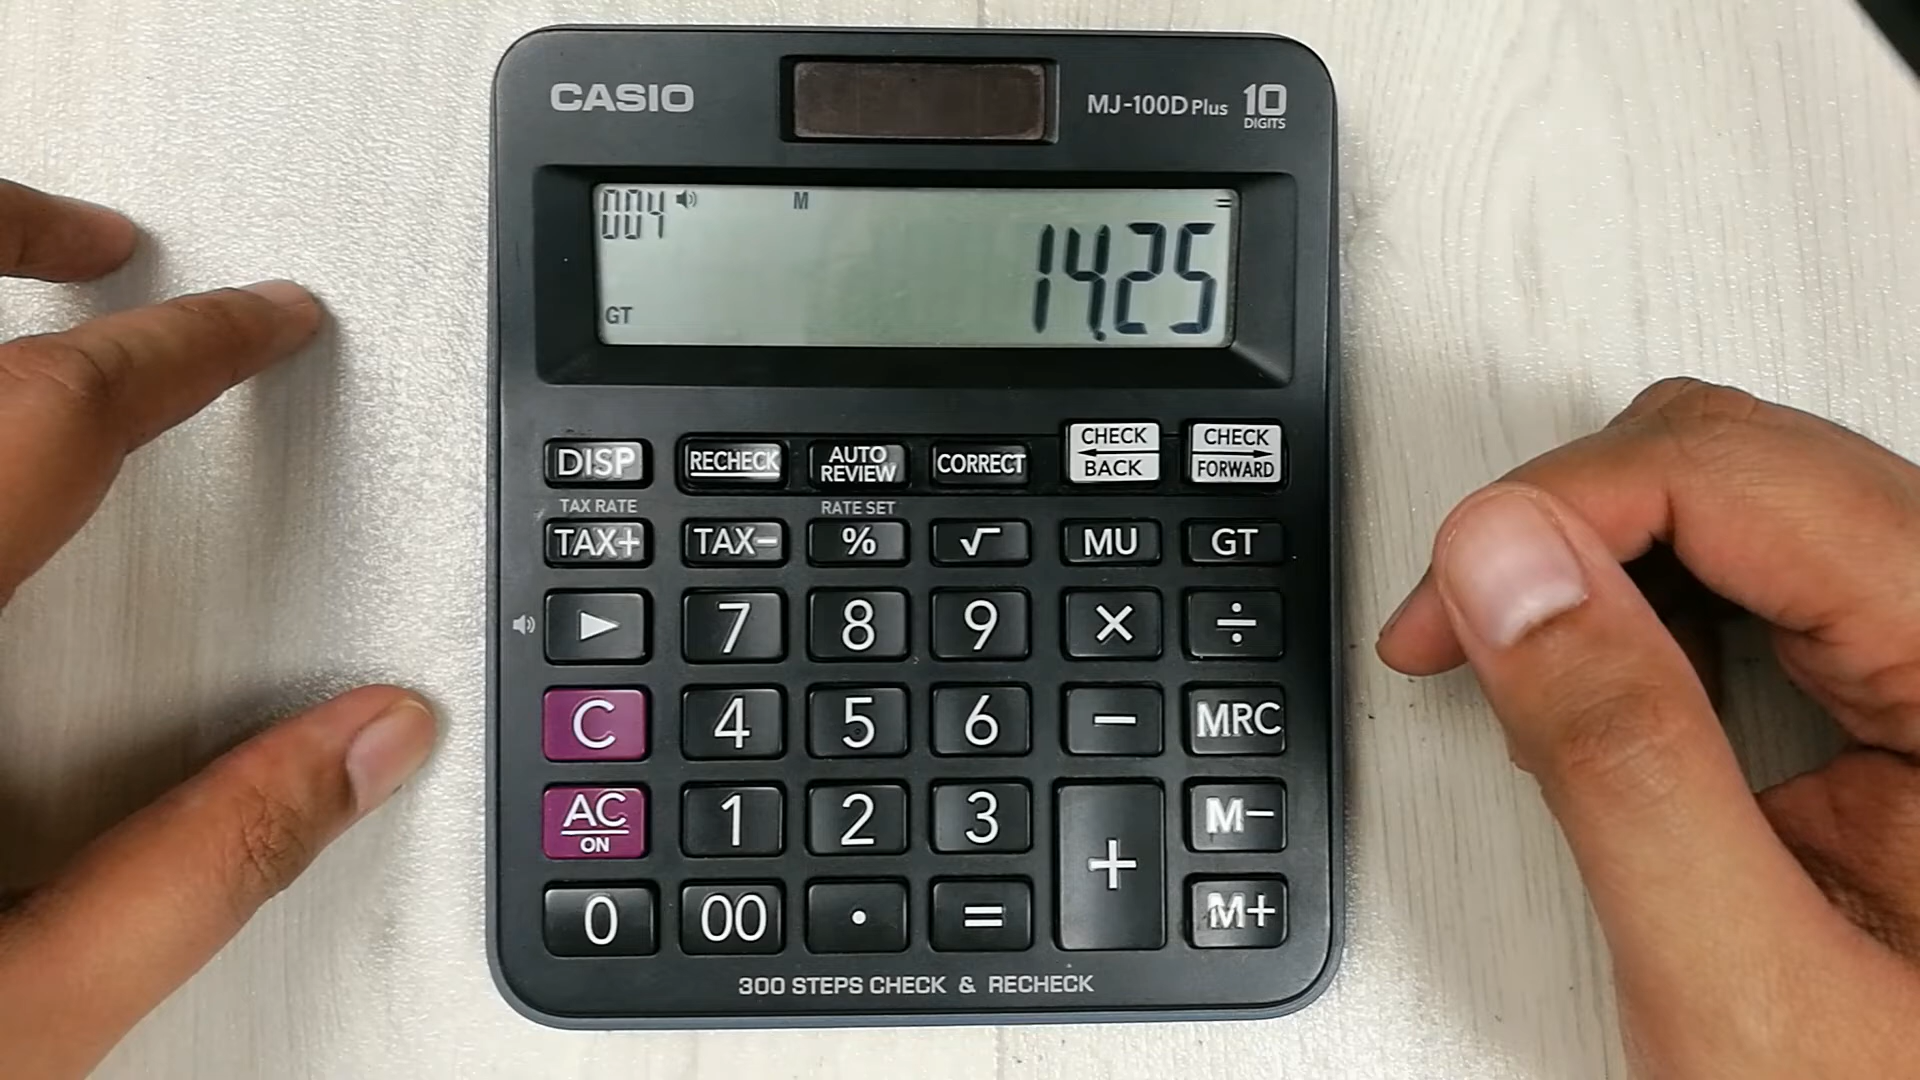 CASIO
MJ-100D Plus 10 DIGITS
004 M =
14.25
GT
DISP RECHECK AUTO REVIEW CORRECT CHECK BACK CHECK FORWARD
TAX RATE RATE SET
TAX+ TAX- % √ MU GT
▶ 7 8 9 × ÷
C 4 5 6 − MRC
AC ON 1 2 3 + M−
0 00 • = M+
300 STEPS CHECK & RECHECK